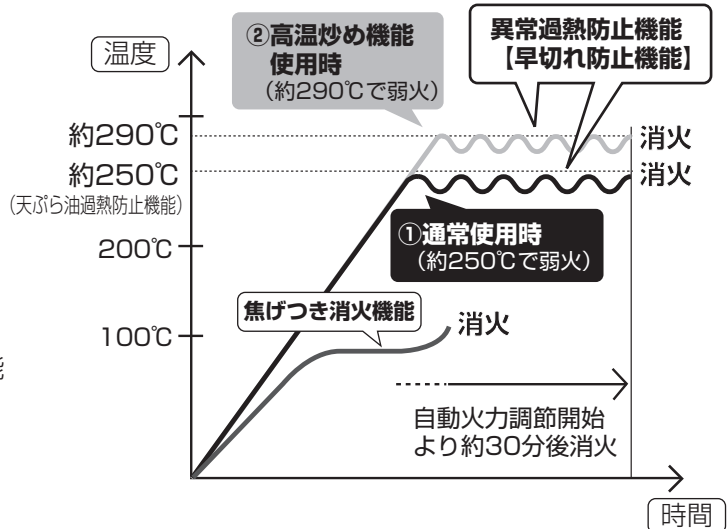 温度
②高温炒め機能
使用時
(約290℃で弱火)
異常過熱防止機能
【早切れ防止機能】
約290℃
消火
約250℃
消火
(天ぷら油過熱防止機能)
①通常使用時
(約250℃で弱火)
200℃
焦げつき消火機能
消火
100℃
能
自動火力調節開始
より約30分後消火
時間